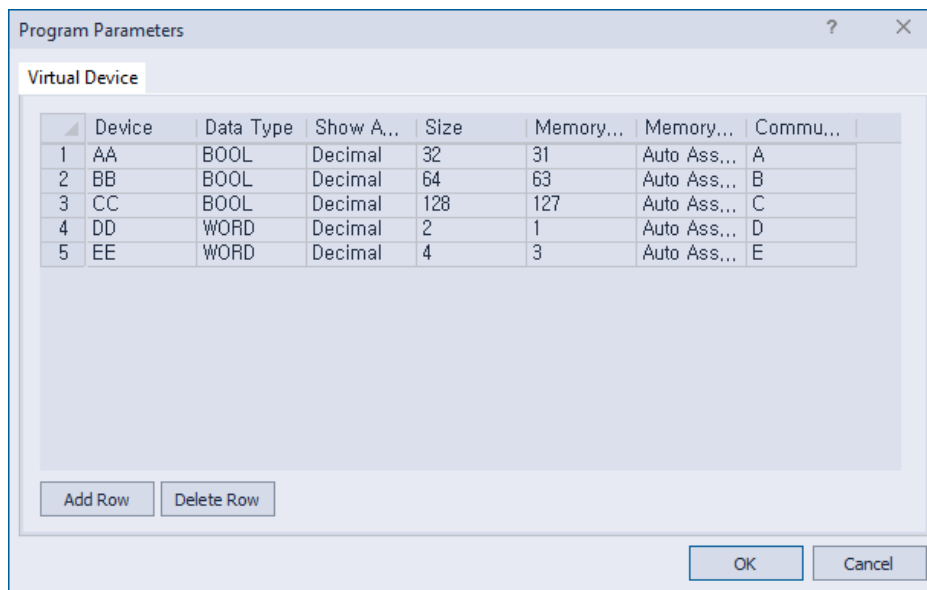 Program Parameters ? ×
Virtual Device
Device Data Type Show A... Size Memory... Memory... Commu...
1 AA BOOL Decimal 32 31 Auto Ass... A
2 BB BOOL Decimal 64 63 Auto Ass... B
3 CC BOOL Decimal 128 127 Auto Ass... C
4 DD WORD Decimal 2 1 Auto Ass... D
5 EE WORD Decimal 4 3 Auto Ass... E
Add Row Delete Row
OK Cancel